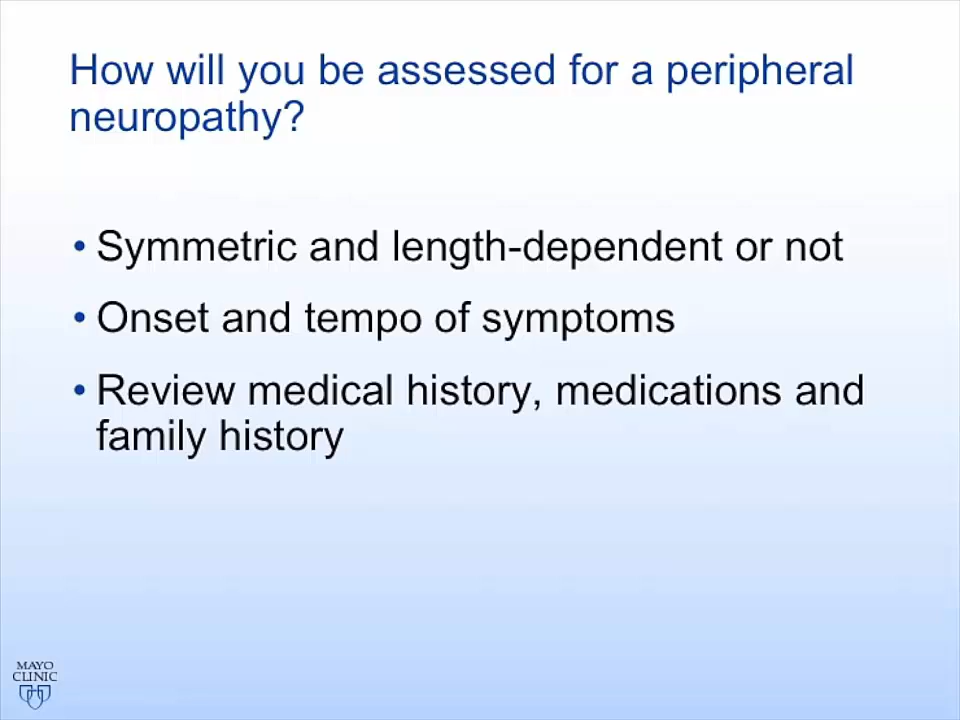 How will you be assessed for a peripheral
neuropathy?
• Symmetric and length-dependent or not
• Onset and tempo of symptoms
• Review medical history, medications and
family history
MAYO
CLINIC